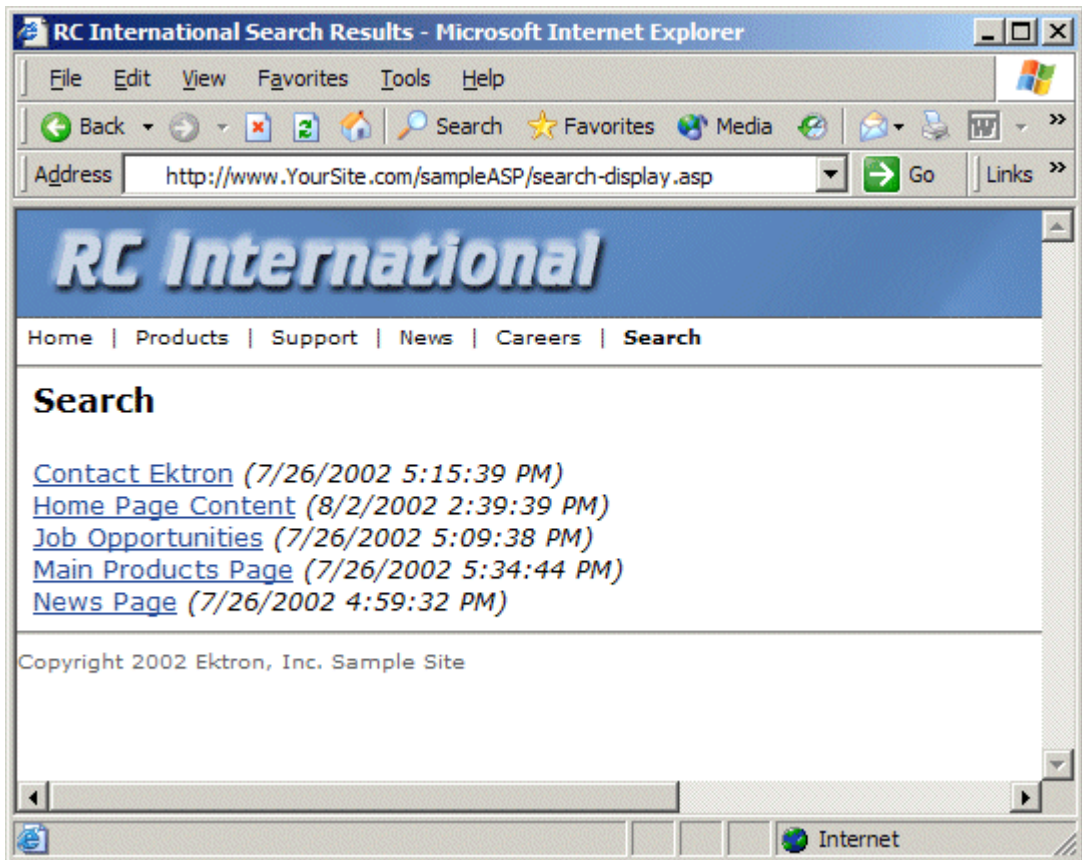 RC International Search Results - Microsoft Internet Explorer
File Edit View Favorites Tools Help
Back Search Favorites Media W »
Address http://www.YourSite.com/sampleASP/search-display.asp Go Links »
RC International
Home | Products | Support | News | Careers | Search
Search
Contact Ektron (7/26/2002 5:15:39 PM)
Home Page Content (8/2/2002 2:39:39 PM)
Job Opportunities (7/26/2002 5:09:38 PM)
Main Products Page (7/26/2002 5:34:44 PM)
News Page (7/26/2002 4:59:32 PM)
Copyright 2002 Ektron, Inc. Sample Site
Internet